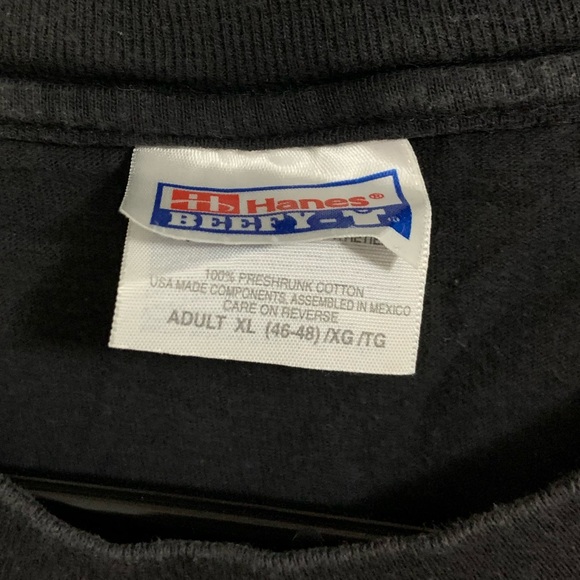 Hanes®
BEEFY-T
100% PRESHRUNK COTTON
USA MADE COMPONENTS, ASSEMBLED IN MEXICO
CARE ON REVERSE
ADULT XL (46-48) /XG /TG